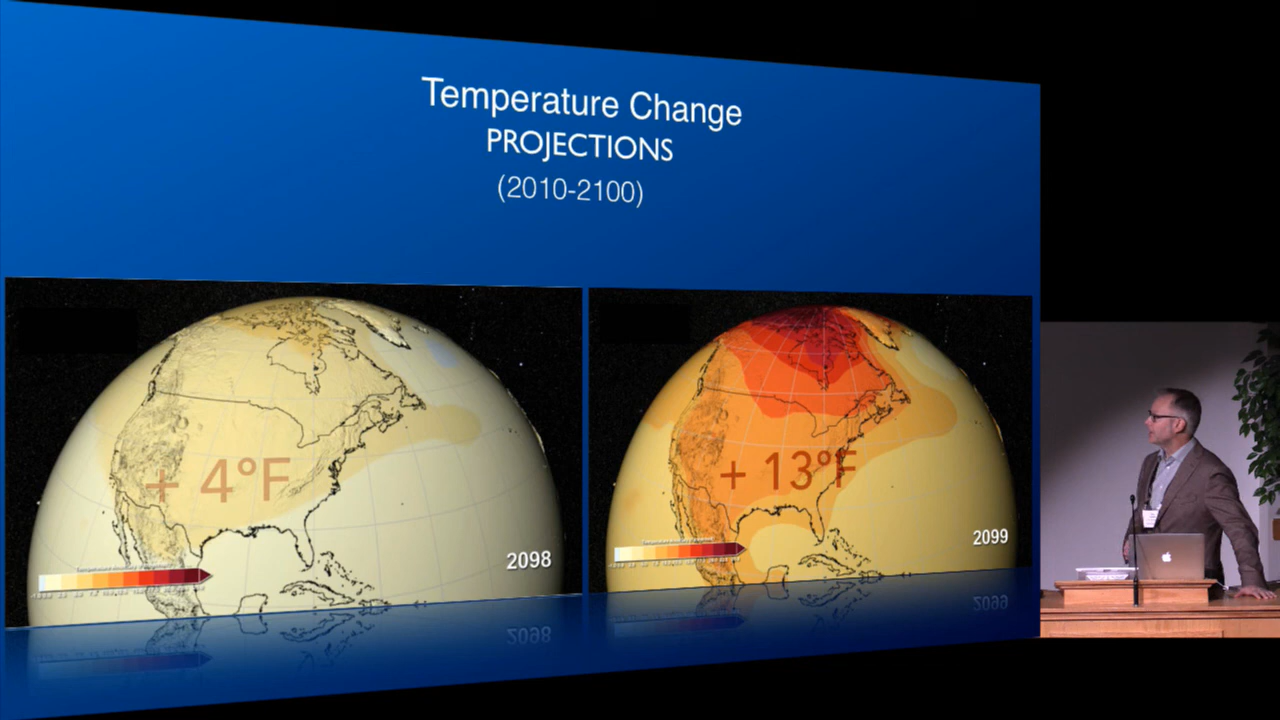 Temperature Change
PROJECTIONS
(2010-2100)
+ 4°F
2098
+ 13°F
2099